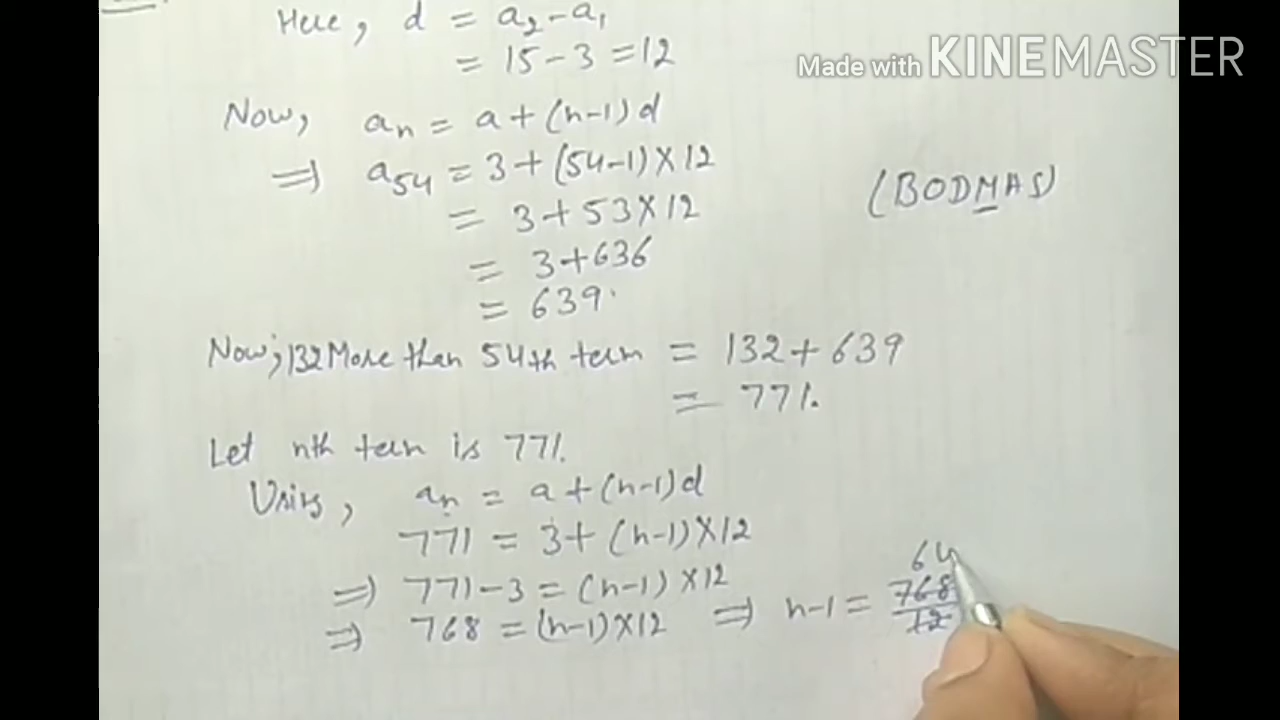 Here, d = a₂ - a₁
= 15 - 3 = 12
Made with KINEMASTER
Now, aₙ = a + (n-1) d
⇒ a₅₄ = 3 + (54-1) × 12
(BODMAS)
= 3 + 53 × 12
= 3 + 636
= 639.
Now, 132 More than 54th term = 132 + 639
= 771.
Let nth term is 771.
Using, aₙ = a + (n-1) d
771 = 3 + (n-1) × 12
⇒ 771 - 3 = (n-1) × 12
64
⇒ 768 = (n-1) × 12 ⇒ n-1 = 768/12